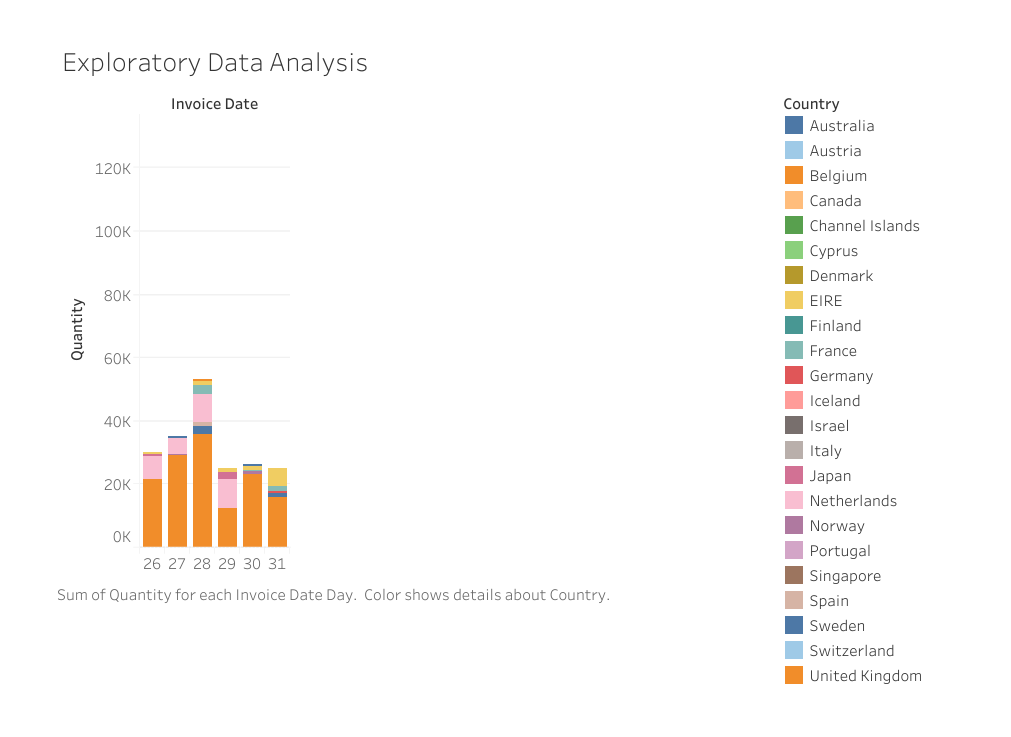 Exploratory Data Analysis
Invoice Date
120K
100K
80K
60K
40K
20K
0K
Quantity
26 27 28 29 30 31
Sum of Quantity for each Invoice Date Day. Color shows details about Country.
Country
Australia
Austria
Belgium
Canada
Channel Islands
Cyprus
Denmark
EIRE
Finland
France
Germany
Iceland
Israel
Italy
Japan
Netherlands
Norway
Portugal
Singapore
Spain
Sweden
Switzerland
United Kingdom